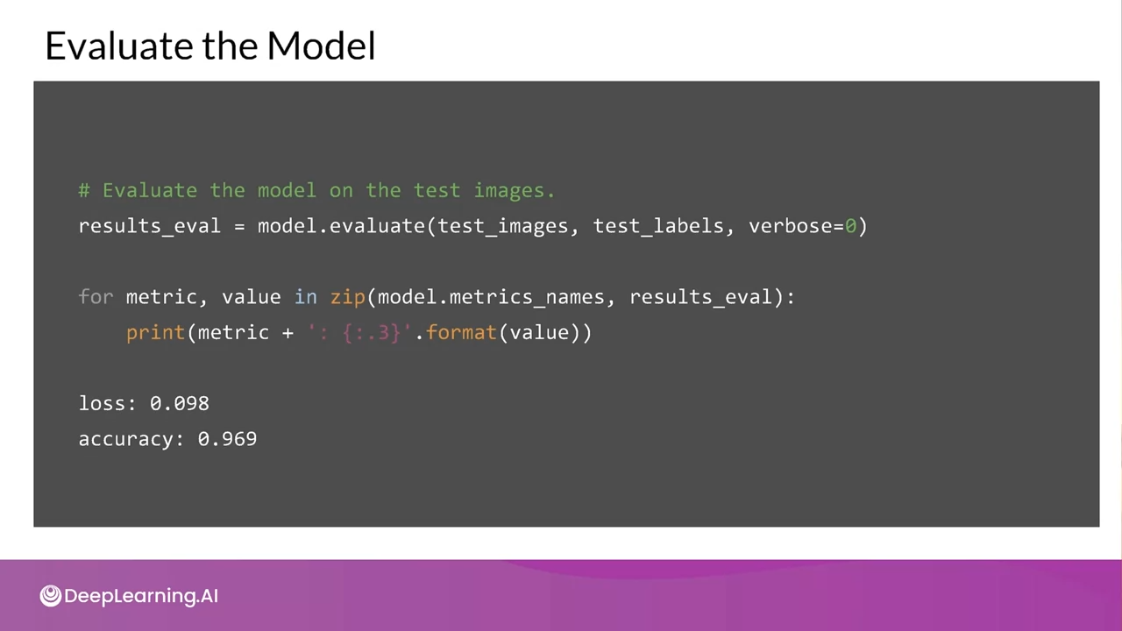 Evaluate the Model
# Evaluate the model on the test images.
results_eval = model.evaluate(test_images, test_labels, verbose=0)
for metric, value in zip(model.metrics_names, results_eval):
    print(metric + ': {:.3}'.format(value))
loss: 0.098
accuracy: 0.969
DeepLearning.AI